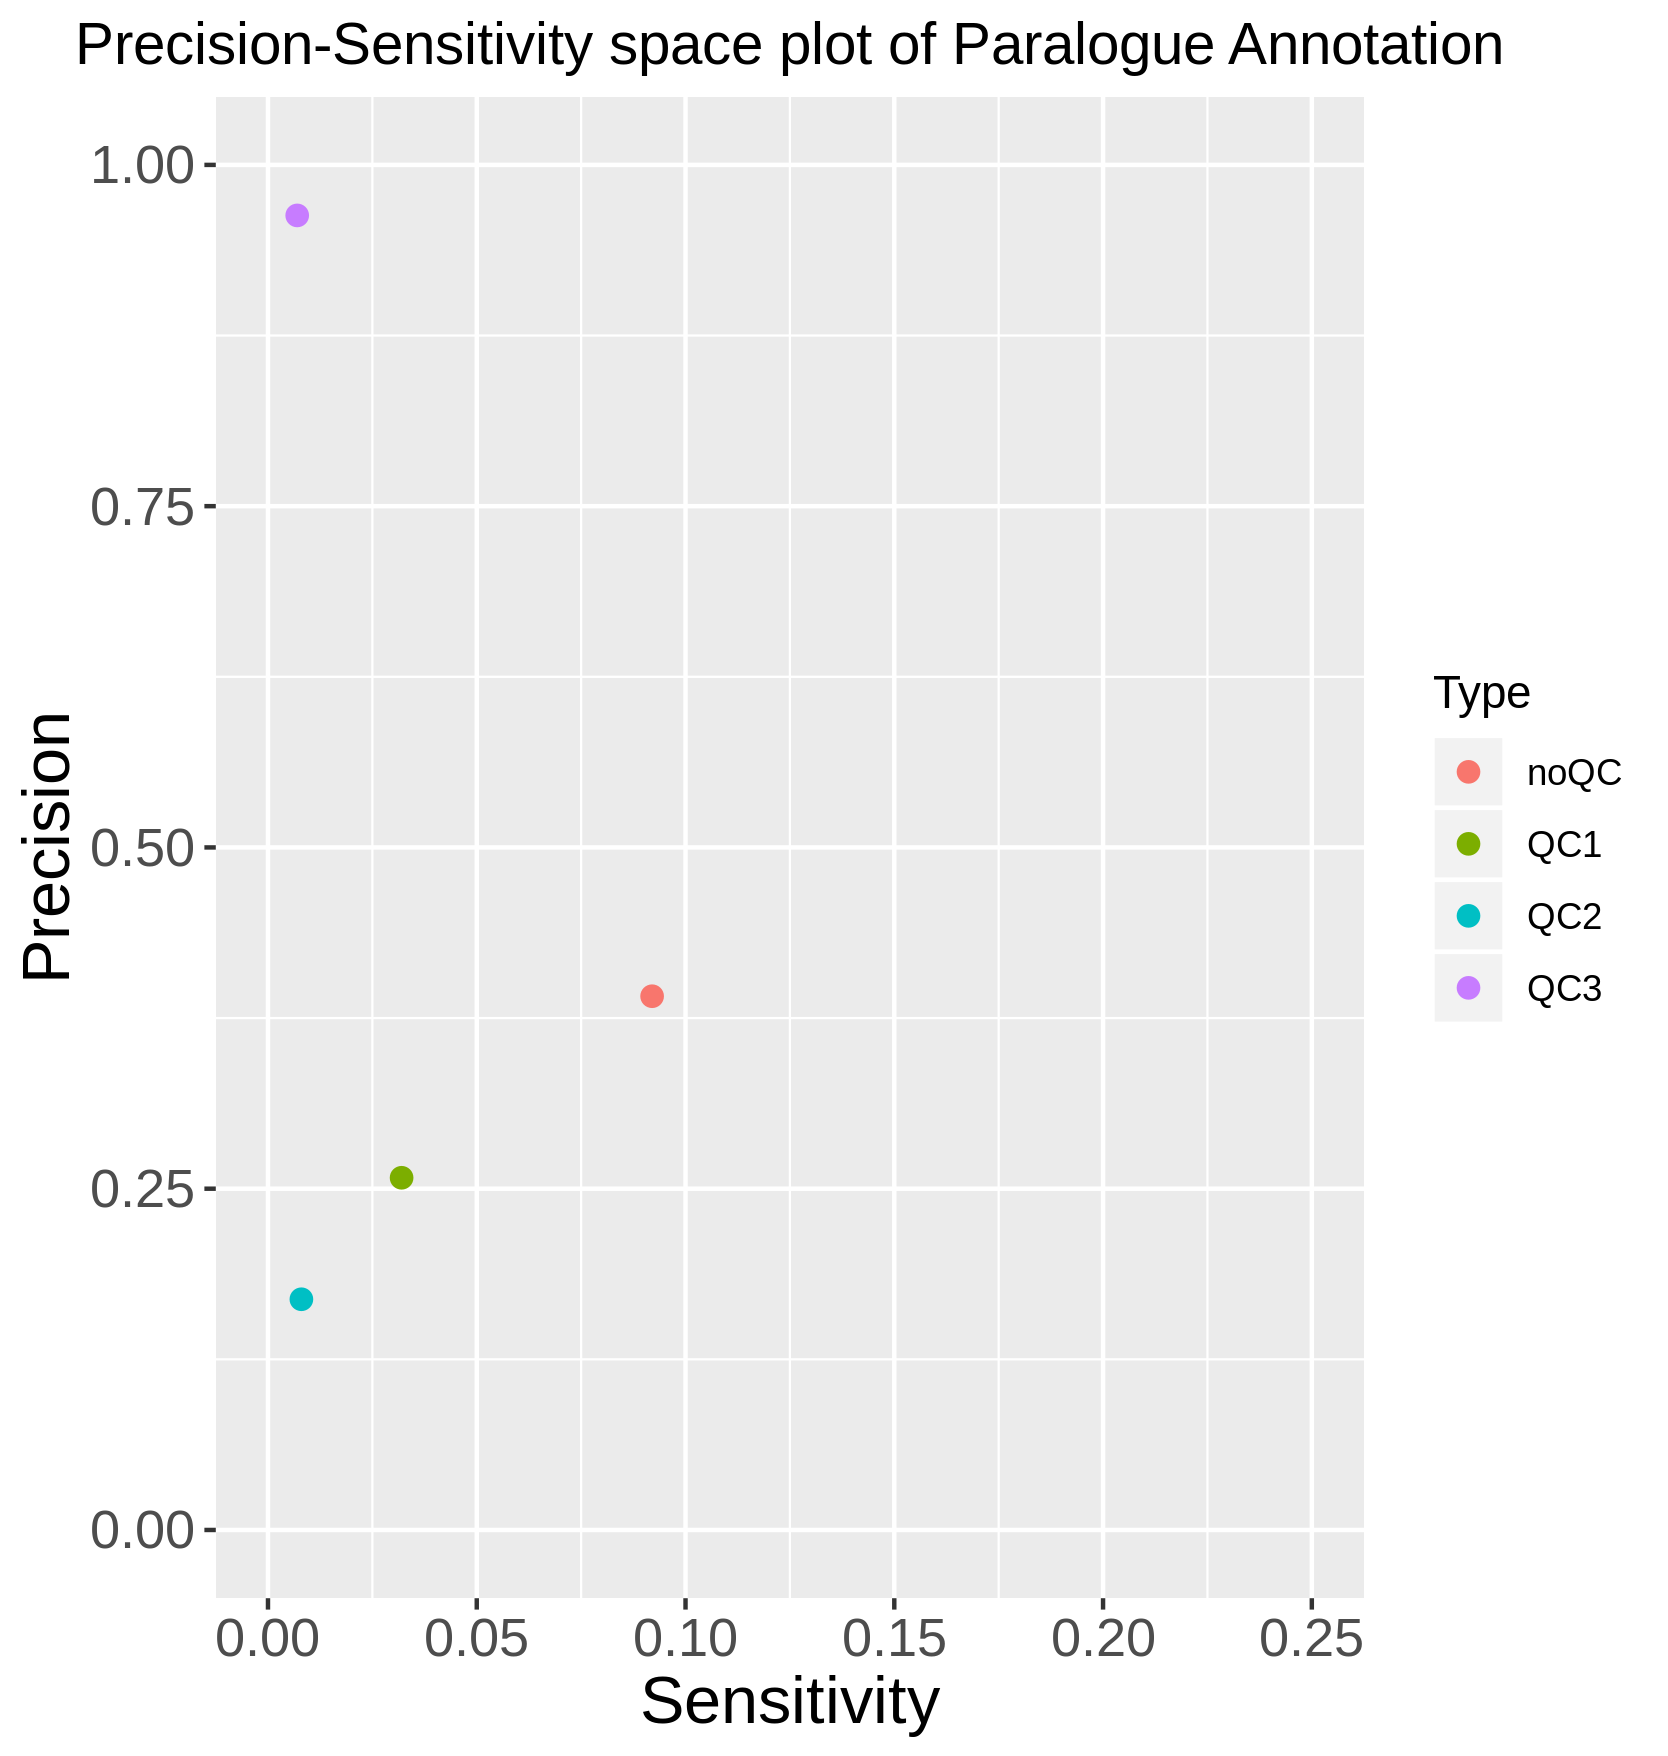 Precision-Sensitivity space plot of Paralogue Annotation
1.00
0.75
0.50
0.25
0.00
Precision
0.00 0.05 0.10 0.15 0.20 0.25
Sensitivity
Type
noQC
QC1
QC2
QC3